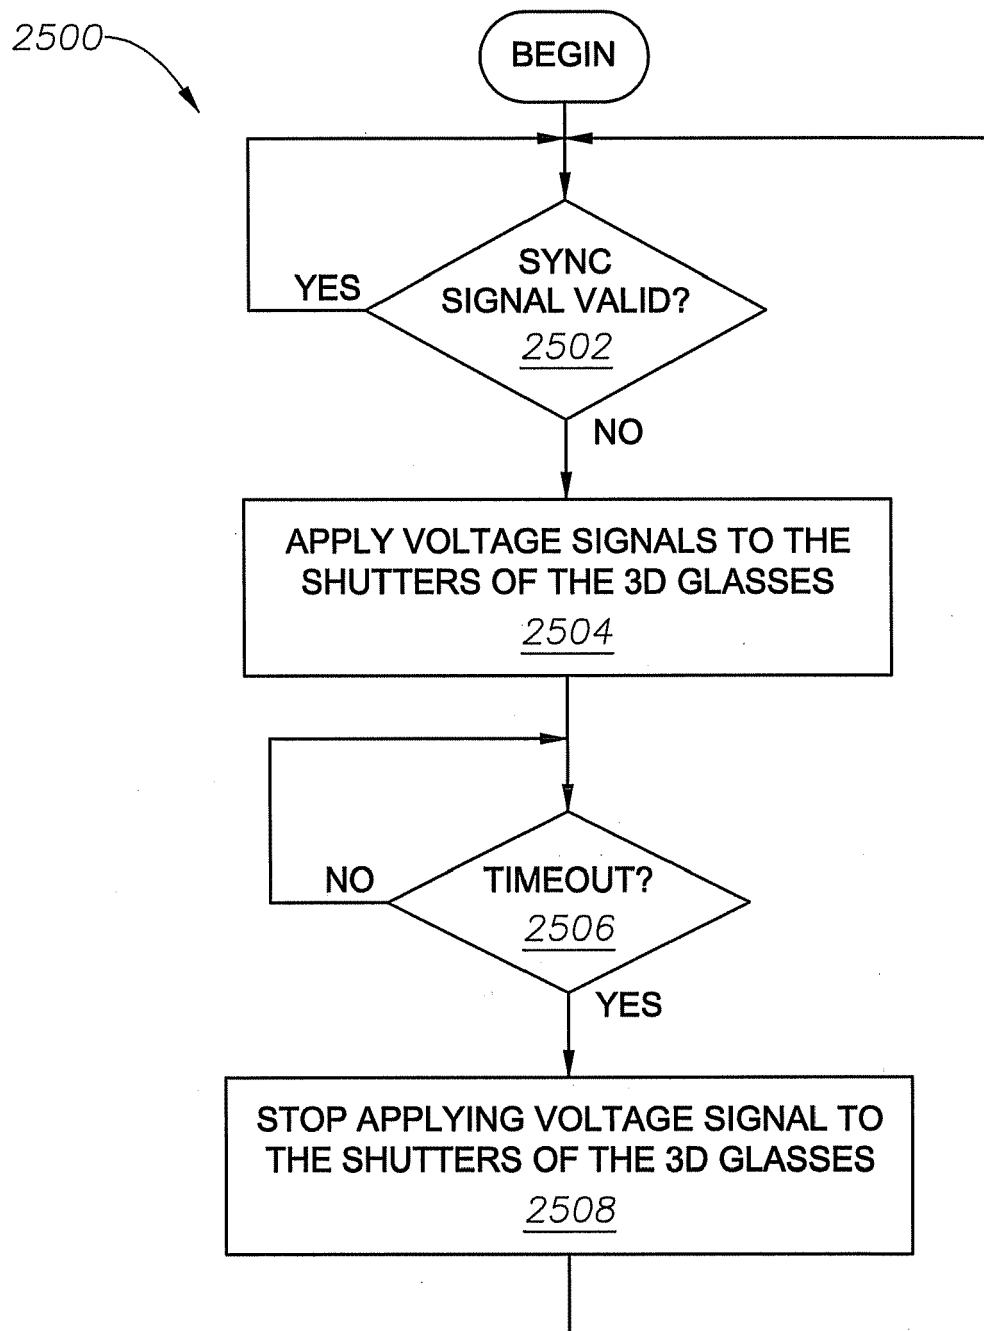 2500
BEGIN
SYNC
SIGNAL VALID?
2502
YES
NO
APPLY VOLTAGE SIGNALS TO THE
SHUTTERS OF THE 3D GLASSES
2504
TIMEOUT?
2506
NO
YES
STOP APPLYING VOLTAGE SIGNAL TO
THE SHUTTERS OF THE 3D GLASSES
2508